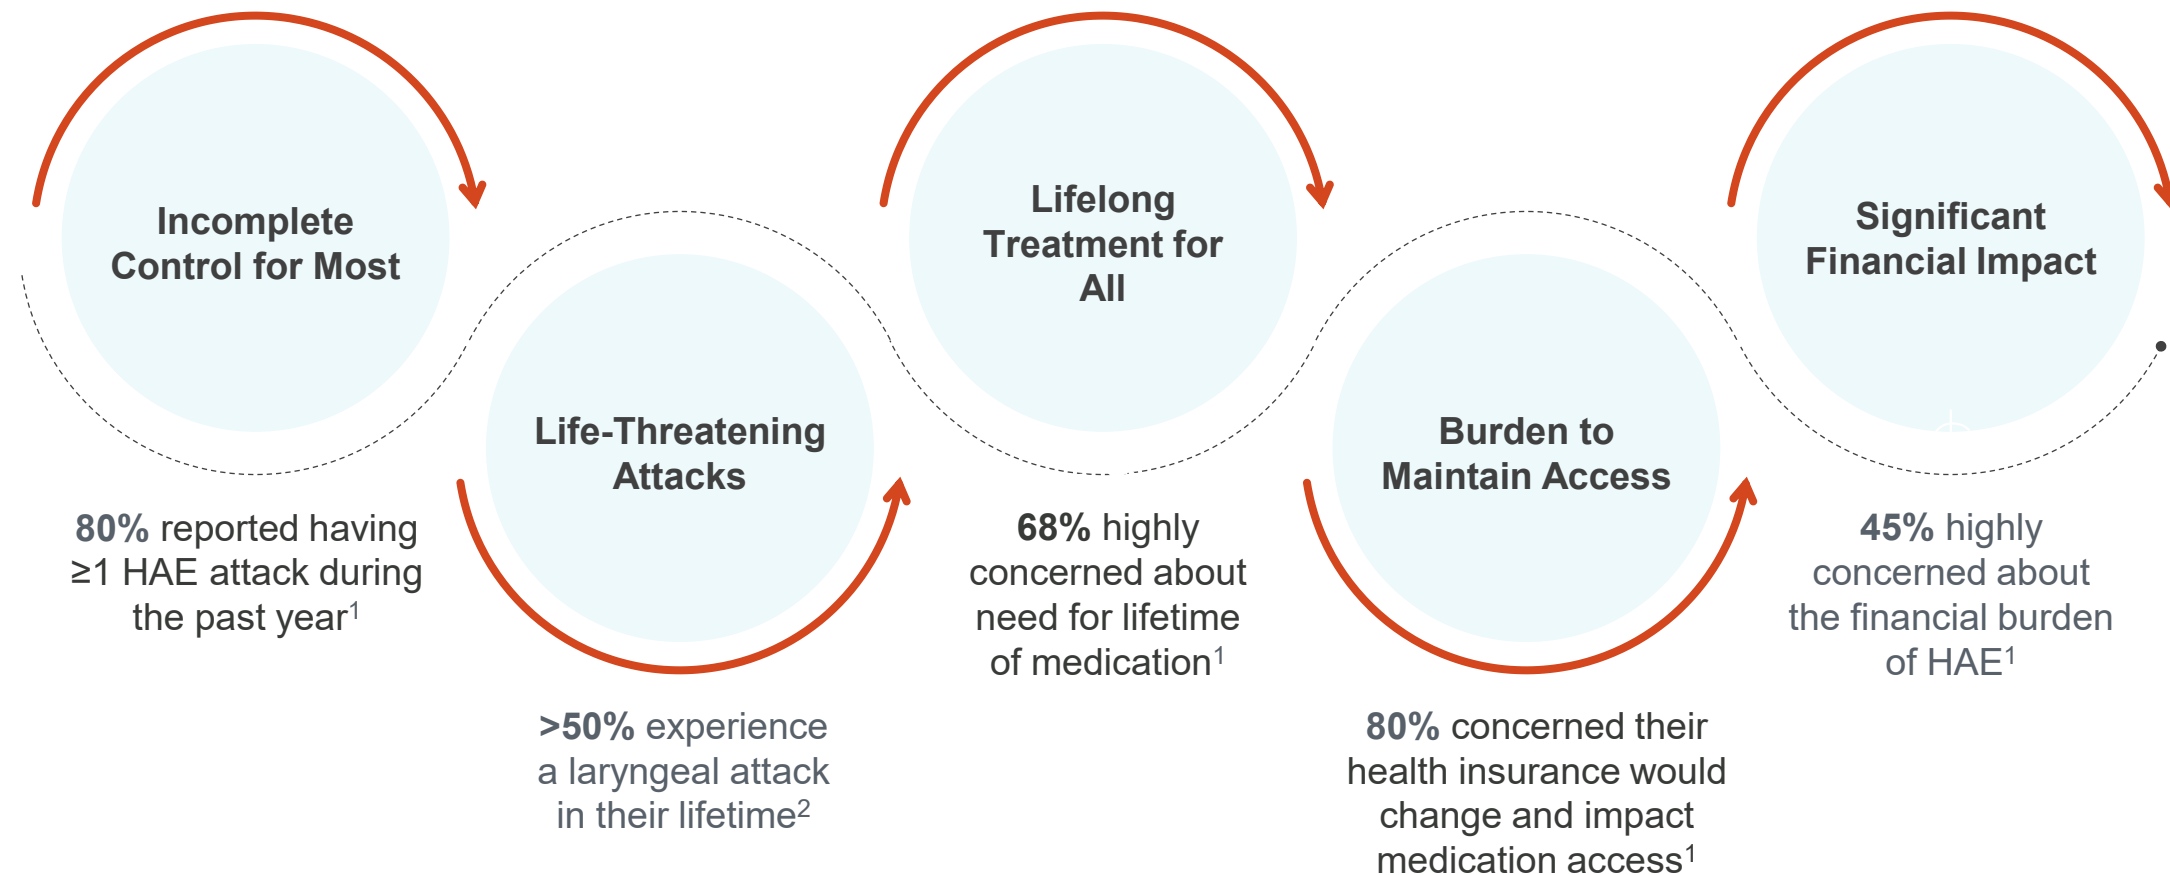 Incomplete
Control for Most
80% reported having
≥1 HAE attack during
the past year1
Life-Threatening
Attacks
>50% experience
a laryngeal attack
in their lifetime2
Lifelong
Treatment for
All
68% highly
concerned about
need for lifetime
of medication1
Burden to
Maintain Access
80% concerned their
health insurance would
change and impact
medication access1
Significant
Financial Impact
45% highly
concerned about
the financial burden
of HAE1